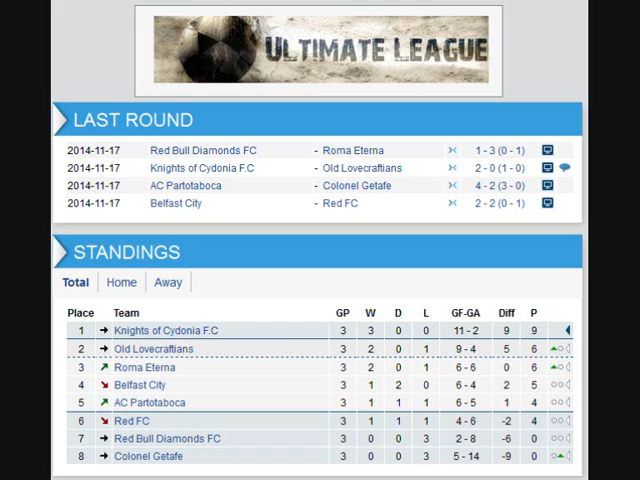 ULTIMATE LEAGUE
LAST ROUND
2014-11-17 Red Bull Diamonds FC - Roma Eterna 1 - 3 (0 - 1)
2014-11-17 Knights of Cydonia F.C - Old Lovecraftians 2 - 0 (1 - 0)
2014-11-17 AC Partotaboca - Colonel Getafe 4 - 2 (3 - 0)
2014-11-17 Belfast City - Red FC 2 - 2 (0 - 1)
STANDINGS
Total Home Away
Place Team GP W D L GF-GA Diff P
1 Knights of Cydonia F.C 3 3 0 0 11 - 2 9 9
2 Old Lovecraftians 3 2 0 1 9 - 4 5 6
3 Roma Eterna 3 2 0 1 6 - 6 0 6
4 Belfast City 3 1 2 0 6 - 4 2 5
5 AC Partotaboca 3 1 1 1 6 - 5 1 4
6 Red FC 3 1 1 1 4 - 6 -2 4
7 Red Bull Diamonds FC 3 0 0 3 2 - 8 -6 0
8 Colonel Getafe 3 0 0 3 5 - 14 -9 0